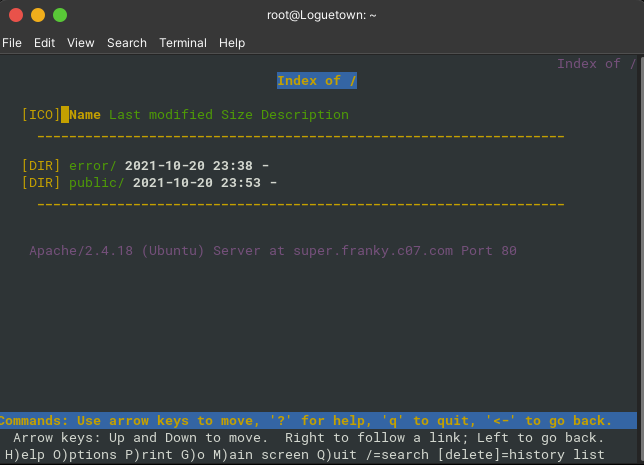 root@Loguetown: ~
File Edit View Search Terminal Help
Index of /
Index of /
[ICO] Name Last modified Size Description
------------------------------------------------------------------
[DIR] error/ 2021-10-20 23:38 -
[DIR] public/ 2021-10-20 23:53 -
------------------------------------------------------------------
Apache/2.4.18 (Ubuntu) Server at super.franky.c07.com Port 80
Commands: Use arrow keys to move, '?' for help, 'q' to quit, '<-' to go back.
Arrow keys: Up and Down to move.  Right to follow a link; Left to go back.
H)elp O)ptions P)rint G)o M)ain screen Q)uit /=search [delete]=history list